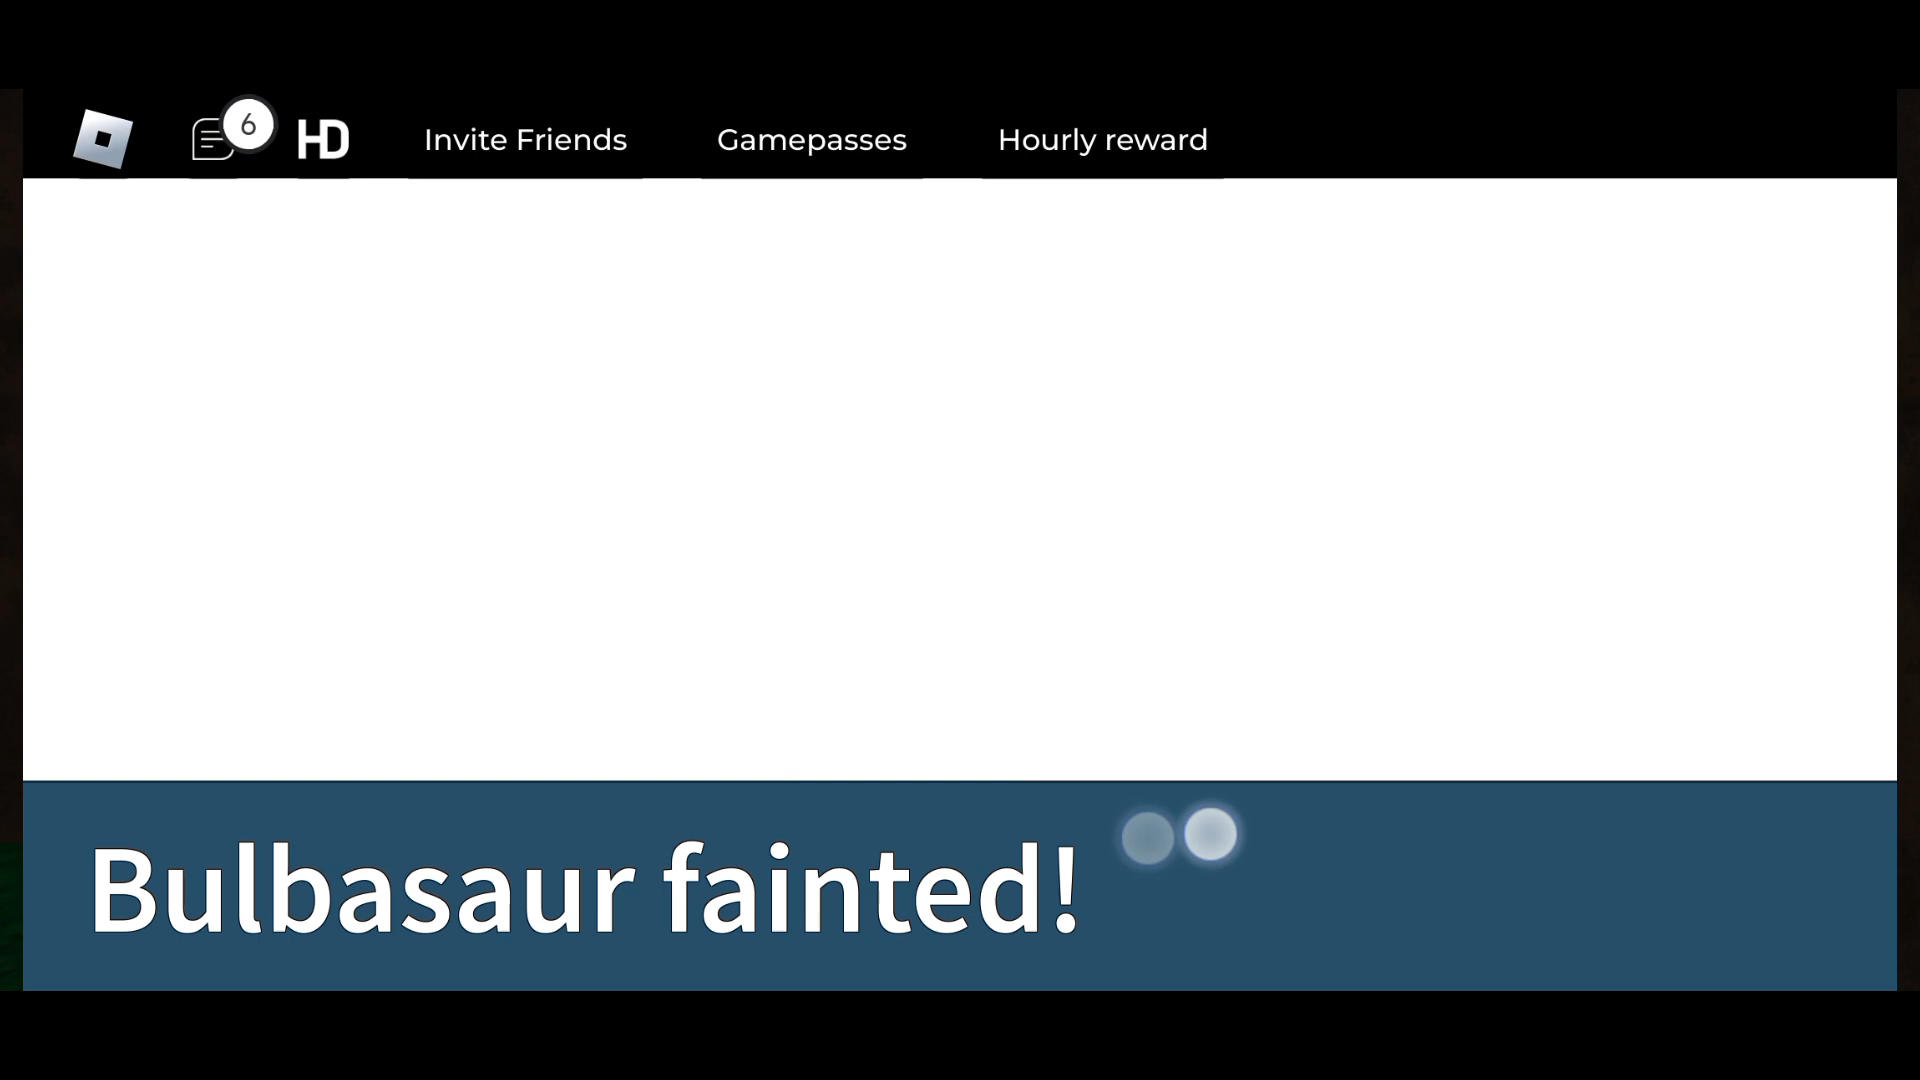 6
HD
Invite Friends
Gamepasses
Hourly reward
Bulbasaur fainted!